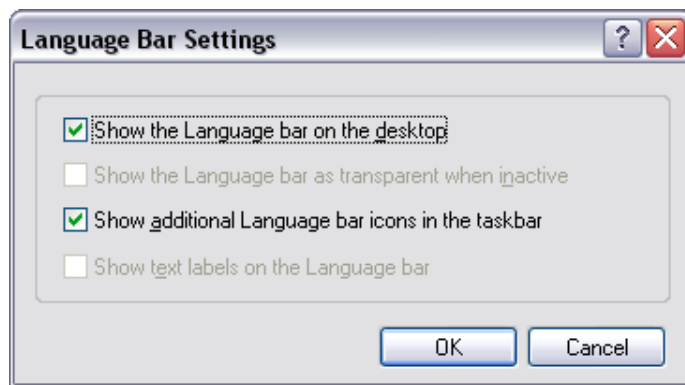 Language Bar Settings
Show the Language bar on the desktop
Show the Language bar as transparent when inactive
Show additional Language bar icons in the taskbar
Show text labels on the Language bar
OK Cancel